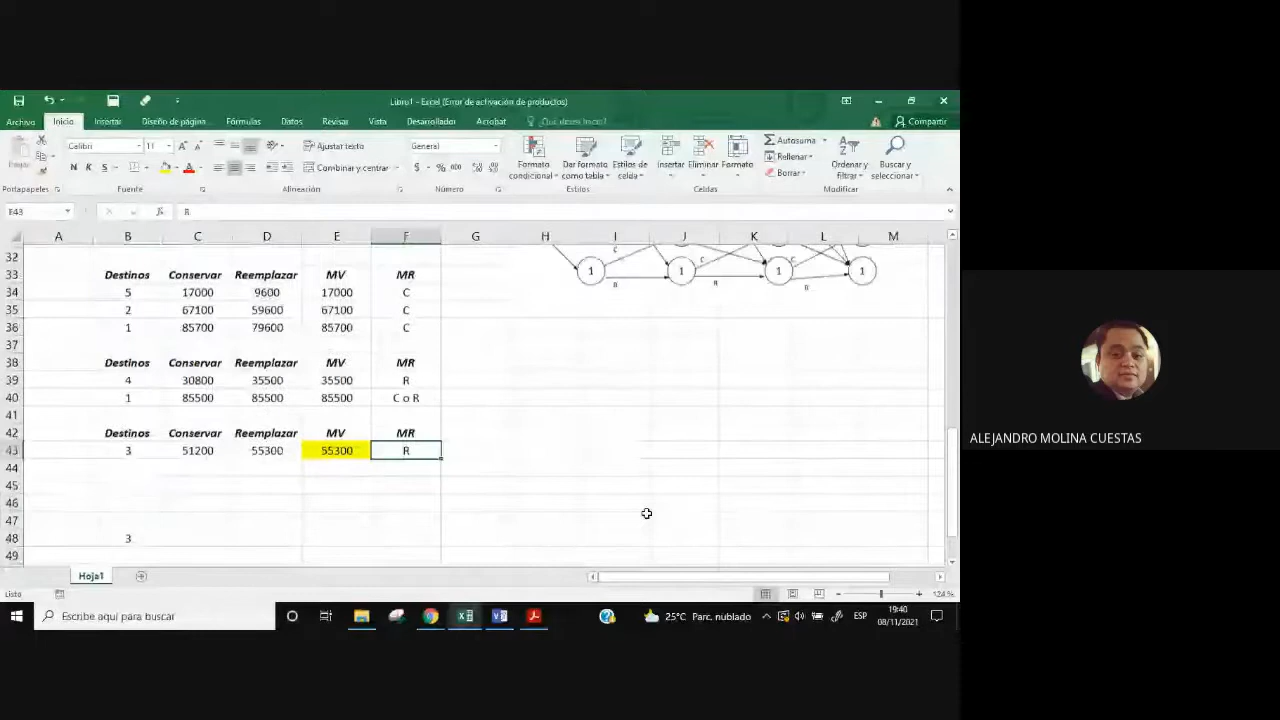 Libro1 - Excel (Error de activación de productos)
Archivo Inicio Insertar Diseño de página Fórmulas Datos Revisar Vista Desarrollador Acrobat ¿Qué desea hacer? Compartir
Pegar
Calibri 11
Ajustar texto
General
N K S
Combinar y centrar
$ % 000
Formato condicional
Dar formato como tabla
Estilos de celda
Insertar Eliminar Formato
Autosuma
Rellenar
Borrar
Ordenar y filtrar
Buscar y seleccionar
Portapapeles Fuente Alineación Número Estilos Celdas Modificar
fx R
A B C D E F G H I J K L M
32
33 Destinos Conservar Reemplazar MV MR
34 5 17000 9600 17000 C
35 2 67100 59600 67100 C
36 1 85700 79600 85700 C
37
38 Destinos Conservar Reemplazar MV MR
39 4 30800 35500 35500 R
40 1 85500 85500 85500 C o R
41
42 Destinos Conservar Reemplazar MV MR
43 3 51200 55300 55300 R
44
45
46
47
48 3
49
C C C
1 1 1 1
R R R
Hoja1
Listo
124 %
Escribe aquí para buscar
25°C Parc. nublado
ESP
19:40
08/11/2021
ALEJANDRO MOLINA CUESTAS